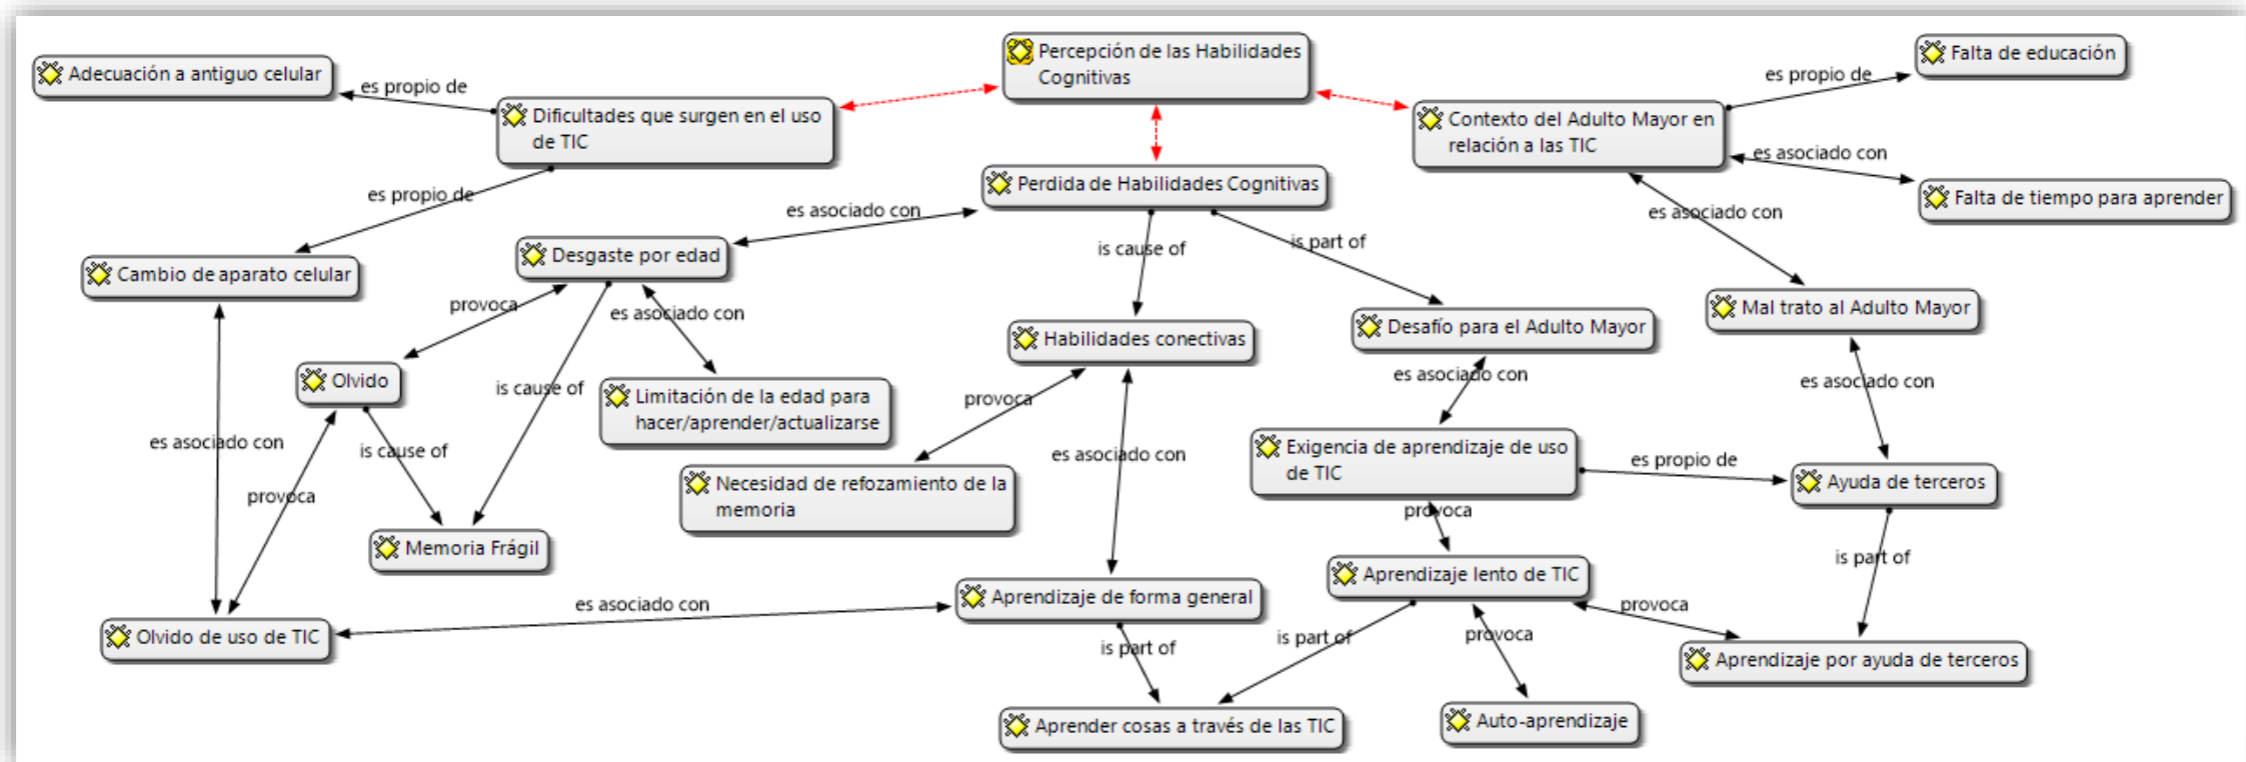 Percepción de las Habilidades
Cognitivas
Falta de educación
Adecuación a antiguo celular
es propio de
es propio de
Dificultades que surgen en el uso
de TIC
Contexto del Adulto Mayor en
relación a las TIC
es asociado con
Perdida de Habilidades Cognitivas
es propio de
Falta de tiempo para aprender
es asociado con
es asociado con
is cause of
is part of
Desgaste por edad
Cambio de aparato celular
provoca
es asociado con
Mal trato al Adulto Mayor
Desafío para el Adulto Mayor
Habilidades conectivas
es asociado con
es asociado con
Olvido
is cause of
Limitación de la edad para
hacer/aprender/actualizarse
provoca
es asociado con
is cause of
es asociado con
Exigencia de aprendizaje de uso
de TIC
es propio de
Necesidad de refozamiento de la
memoria
Ayuda de terceros
provoca
provoca
Memoria Frágil
is part of
Aprendizaje lento de TIC
Aprendizaje de forma general
es asociado con
provoca
Olvido de uso de TIC
is part of
is part of
provoca
Aprendizaje por ayuda de terceros
Aprender cosas a través de las TIC
Auto-aprendizaje